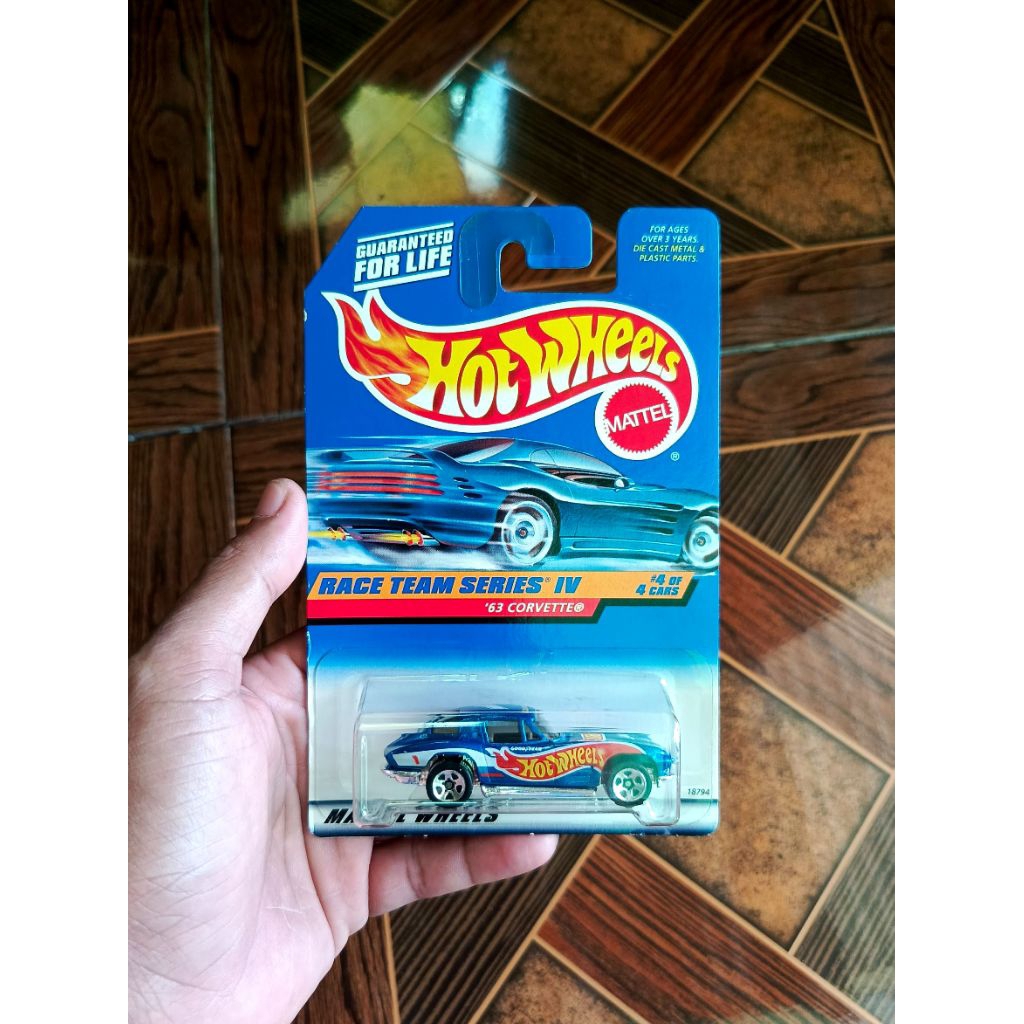 GUARANTEED
FOR LIFE
FOR AGES
OVER 3 YEARS.
DIE CAST METAL &
PLASTIC PARTS.
HOT WHEELS
MATTEL
®
RACE TEAM SERIES® IV
#4 OF
4 CARS
'63 CORVETTE®
GOODYEAR
HOT WHEELS
18794
WHEELS